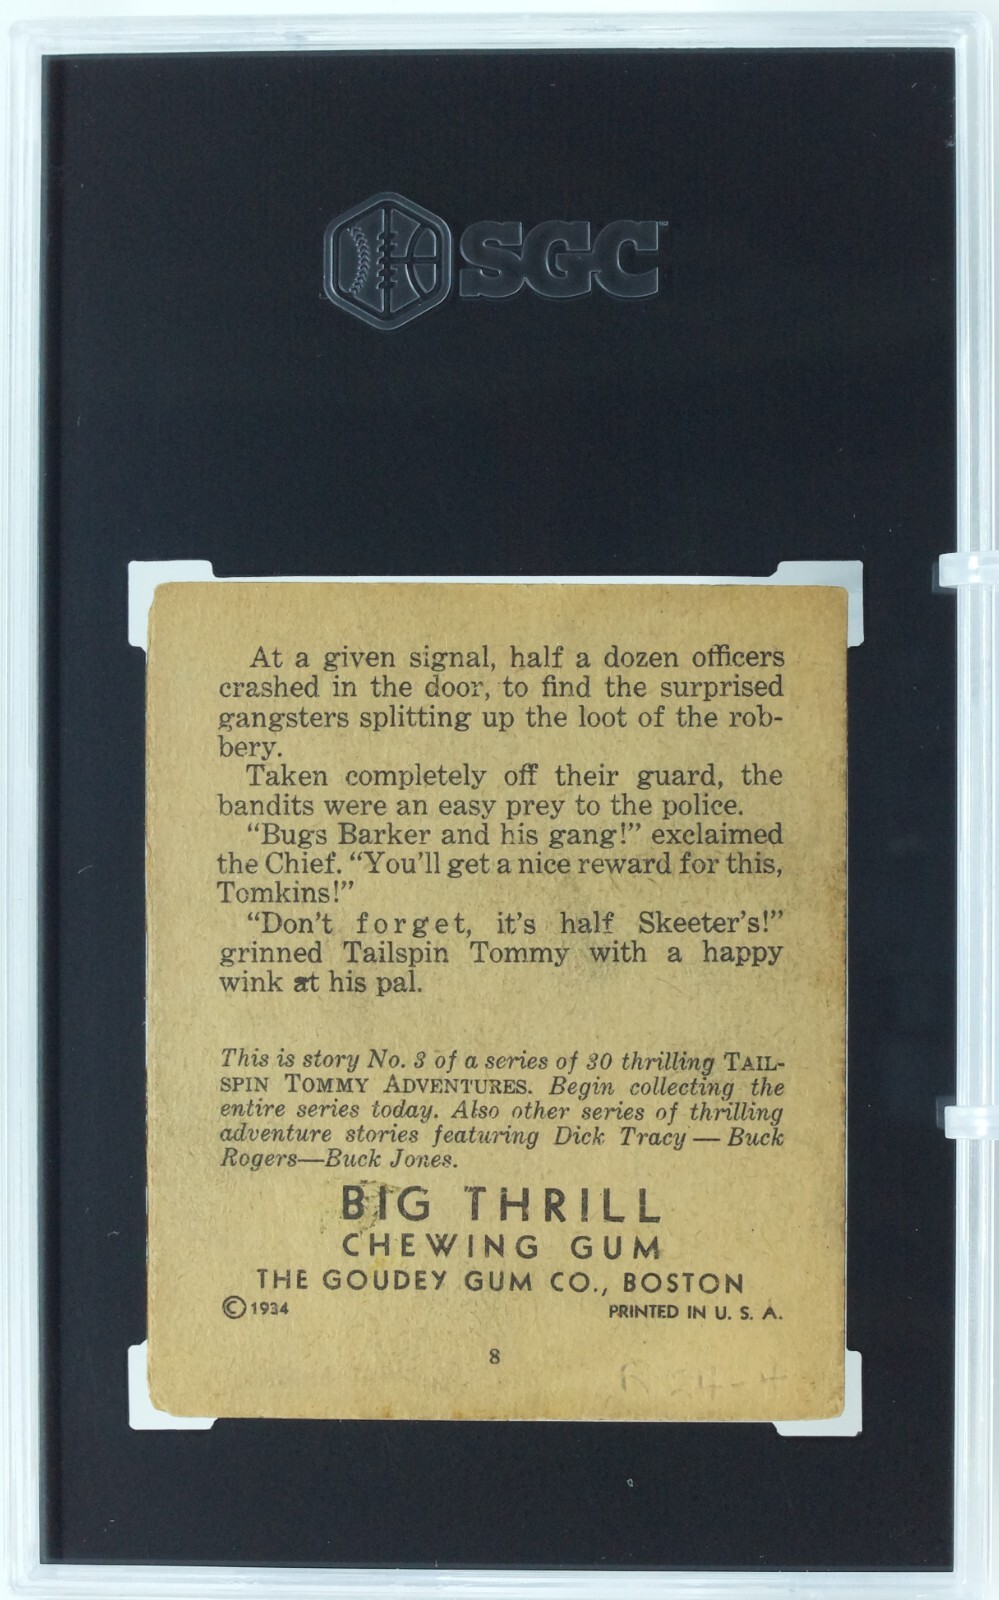 SGC
At a given signal, half a dozen officers
crashed in the door, to find the surprised
gangsters splitting up the loot of the rob-
bery.
Taken completely off their guard, the
bandits were an easy prey to the police.
“Bugs Barker and his gang!” exclaimed
the Chief. “You'll get a nice reward for this,
Tomkins!”
“Don't forget, it's half Skeeter's!”
grinned Tailspin Tommy with a happy
wink at his pal.
This is story No. 3 of a series of 30 thrilling TAIL-
SPIN TOMMY ADVENTURES. Begin collecting the
entire series today. Also other series of thrilling
adventure stories featuring Dick Tracy — Buck
Rogers—Buck Jones.
BIG THRILL
CHEWING GUM
THE GOUDEY GUM CO., BOSTON
© 1934 PRINTED IN U. S. A.
8